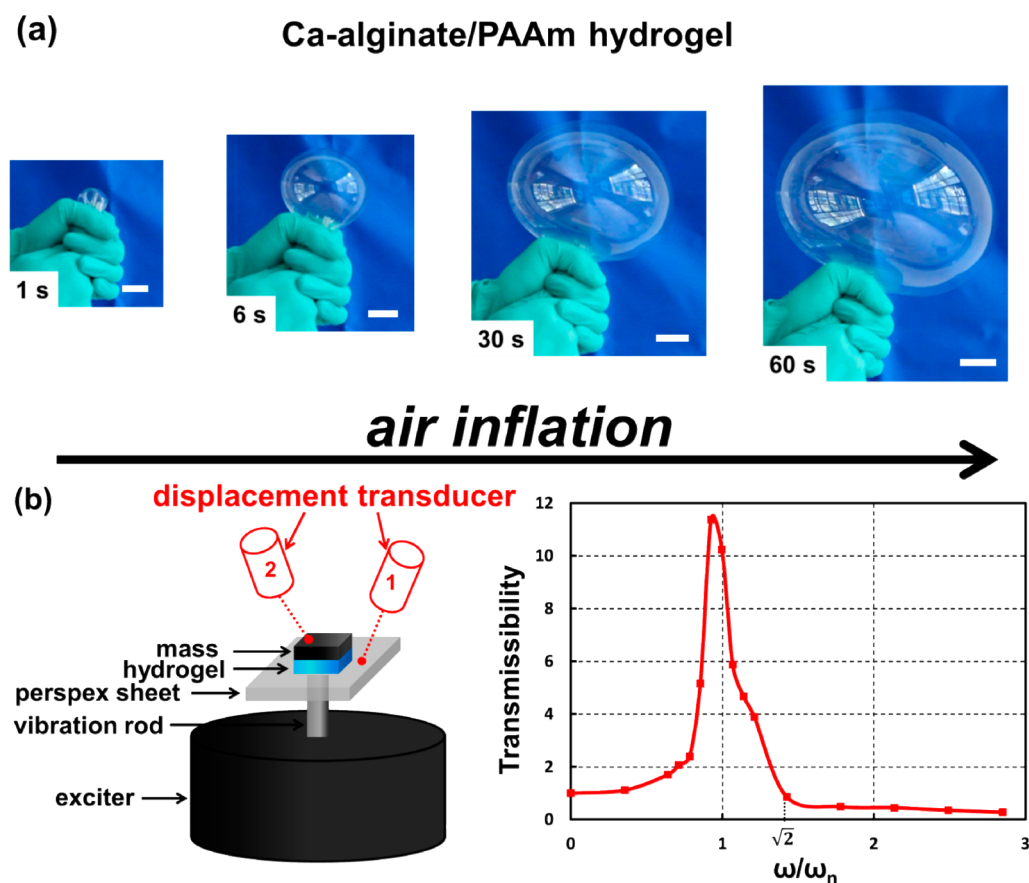 (a)
Ca-alginate/PAAm hydrogel
1 s
6 s
30 s
60 s
air inflation
(b)
displacement transducer
2
1
mass
hydrogel
perspex sheet
vibration rod
exciter
Transmissibility
12
10
8
6
4
2
0
0
1
√2
2
3
ω/ωn